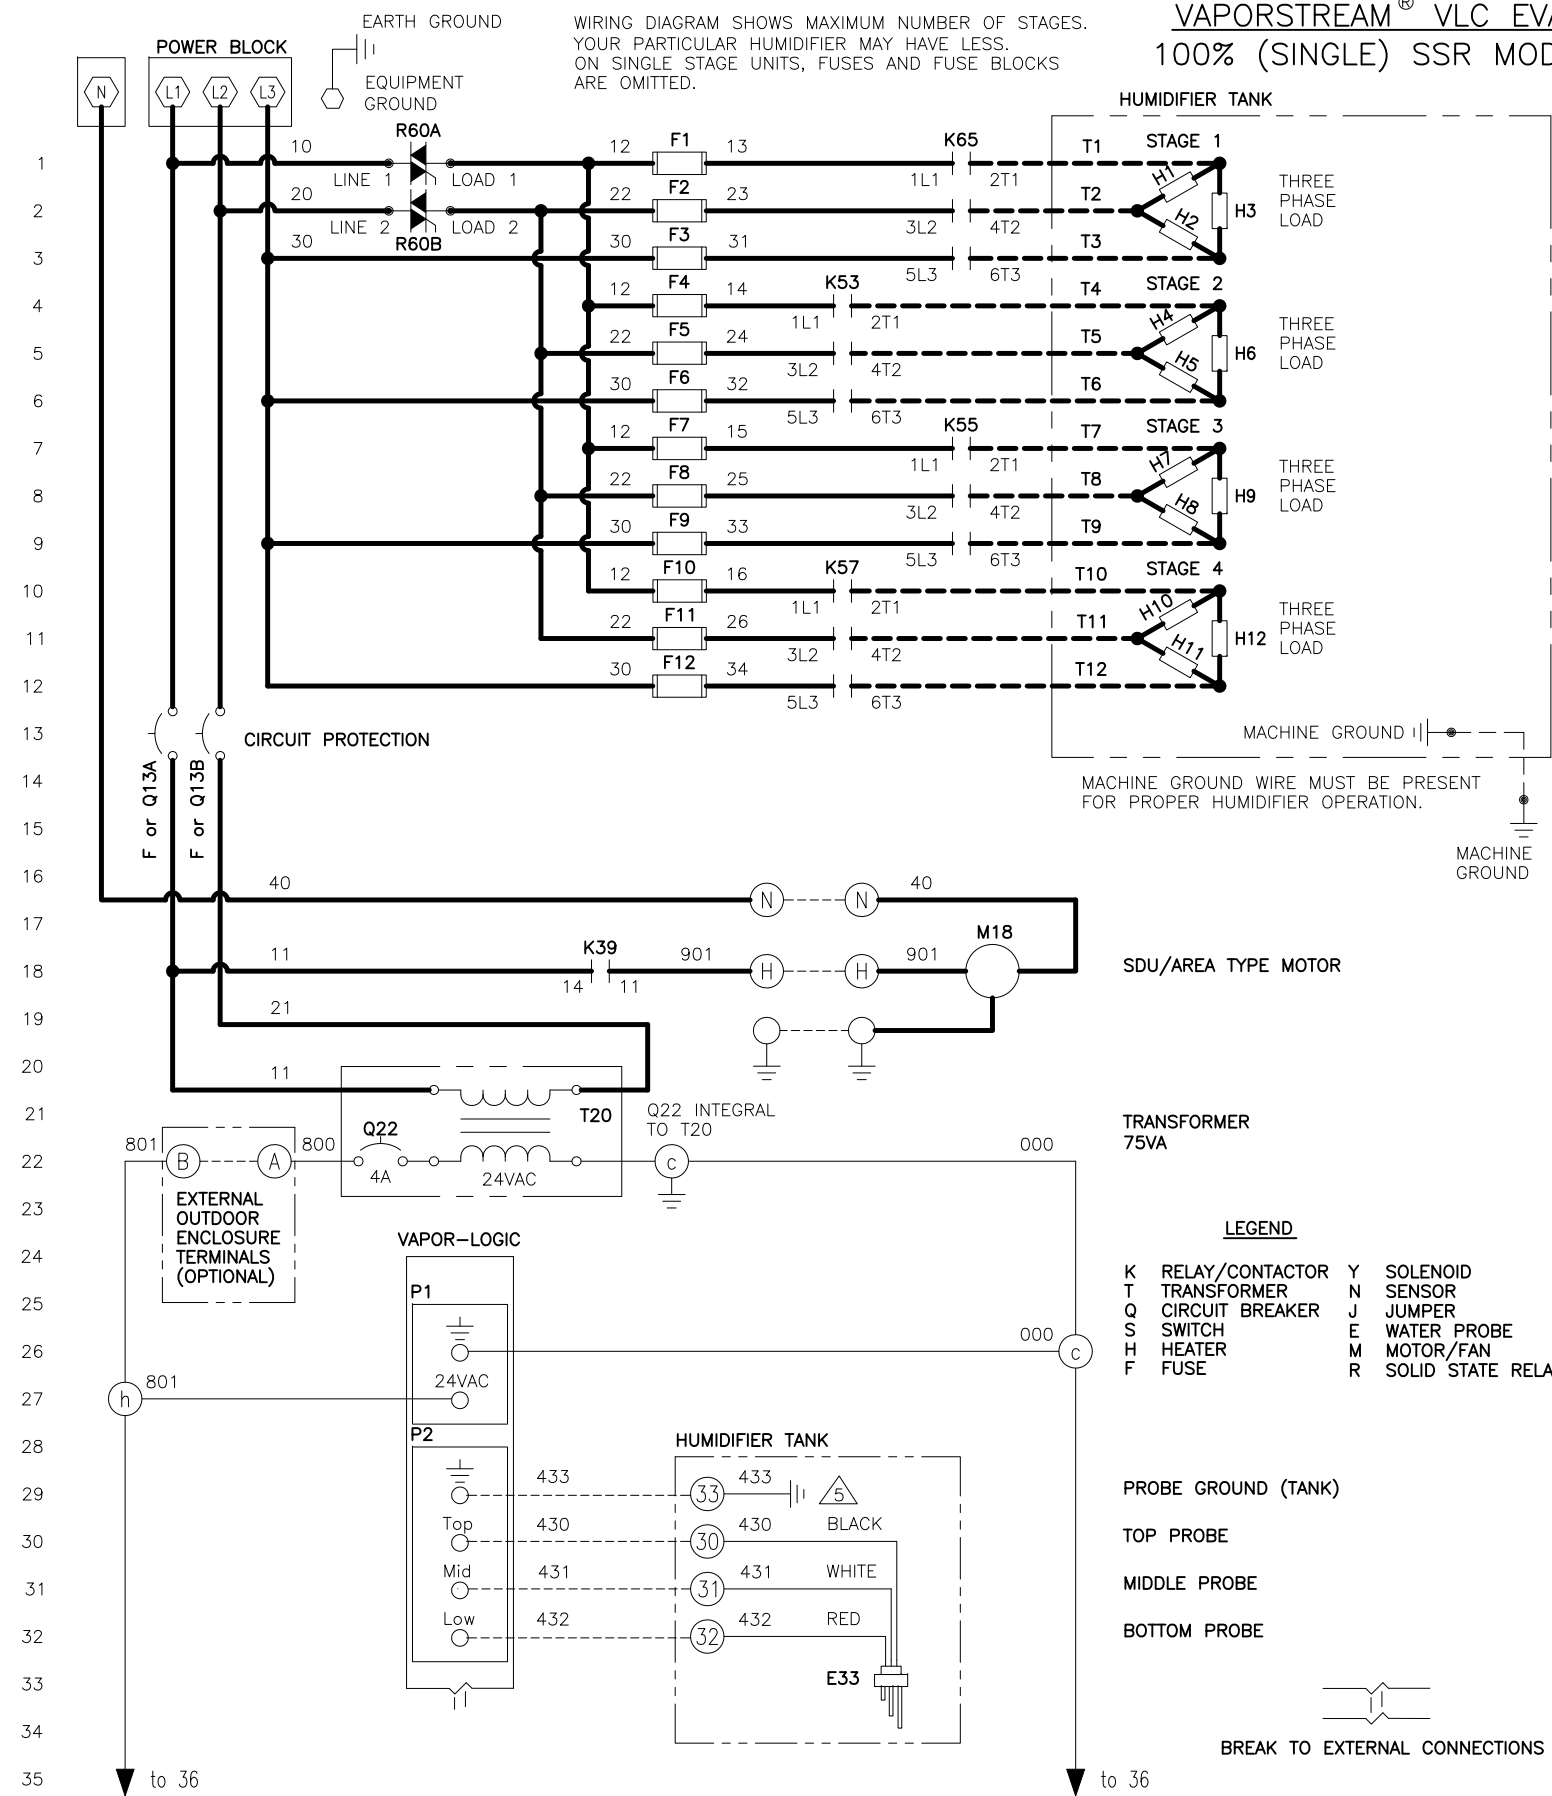 VAPORSTREAM® VLC EVA
100% (SINGLE) SSR MOD
EARTH GROUND
WIRING DIAGRAM SHOWS MAXIMUM NUMBER OF STAGES.
YOUR PARTICULAR HUMIDIFIER MAY HAVE LESS.
ON SINGLE STAGE UNITS, FUSES AND FUSE BLOCKS
ARE OMITTED.
POWER BLOCK
EQUIPMENT
GROUND
N L1 L2 L3
HUMIDIFIER TANK
R60A
10 12 F1 13 K65 T1 STAGE 1
1
LINE 1 LOAD 1 1L1 2T1 H1
THREE
PHASE
LOAD
20 22 F2 23 T2
2 H3
LINE 2 LOAD 2 3L2 4T2 H2
R60B
30 30 F3 31 T3
3
5L3 6T3
12 F4 14 K53 T4 STAGE 2
4
1L1 2T1 H4
THREE
PHASE
LOAD
22 F5 24 T5
5 H6
3L2 4T2 H5
30 F6 32 T6
6
5L3 6T3
12 F7 15 K55 T7 STAGE 3
7
1L1 2T1 H7
THREE
PHASE
LOAD
22 F8 25 T8
8 H9
3L2 4T2 H8
30 F9 33 T9
9
5L3 6T3
12 F10 16 K57 T10 STAGE 4
10
1L1 2T1 H10
THREE
PHASE
LOAD
22 F11 26 T11
11 H12
3L2 4T2 H11
30 F12 34 T12
12
5L3 6T3
13 CIRCUIT PROTECTION MACHINE GROUND
F or Q13A
F or Q13B
14
MACHINE GROUND WIRE MUST BE PRESENT
FOR PROPER HUMIDIFIER OPERATION.
15
MACHINE
GROUND
16 40 N N 40
17
M18
11 K39 901 H H 901
18 SDU/AREA TYPE MOTOR
14 11
19 21
20 11
21 T20
Q22 INTEGRAL
TO T20
TRANSFORMER
75VA
801 B A 800 Q22 c 000
22
4A 24VAC
EXTERNAL
OUTDOOR
ENCLOSURE
TERMINALS
(OPTIONAL)
23
24 VAPOR-LOGIC
LEGEND
K RELAY/CONTACTOR Y SOLENOID
T TRANSFORMER N SENSOR
Q CIRCUIT BREAKER J JUMPER
S SWITCH E WATER PROBE
H HEATER M MOTOR/FAN
F FUSE R SOLID STATE RELA
25 P1
26 000 c
27 h 801 24VAC
28 P2 HUMIDIFIER TANK
29 433 33 433 5 PROBE GROUND (TANK)
30 Top 430 30 430 BLACK TOP PROBE
31 Mid 431 31 431 WHITE MIDDLE PROBE
32 Low 432 32 432 RED BOTTOM PROBE
33 E33
34
BREAK TO EXTERNAL CONNECTIONS
35 to 36 to 36